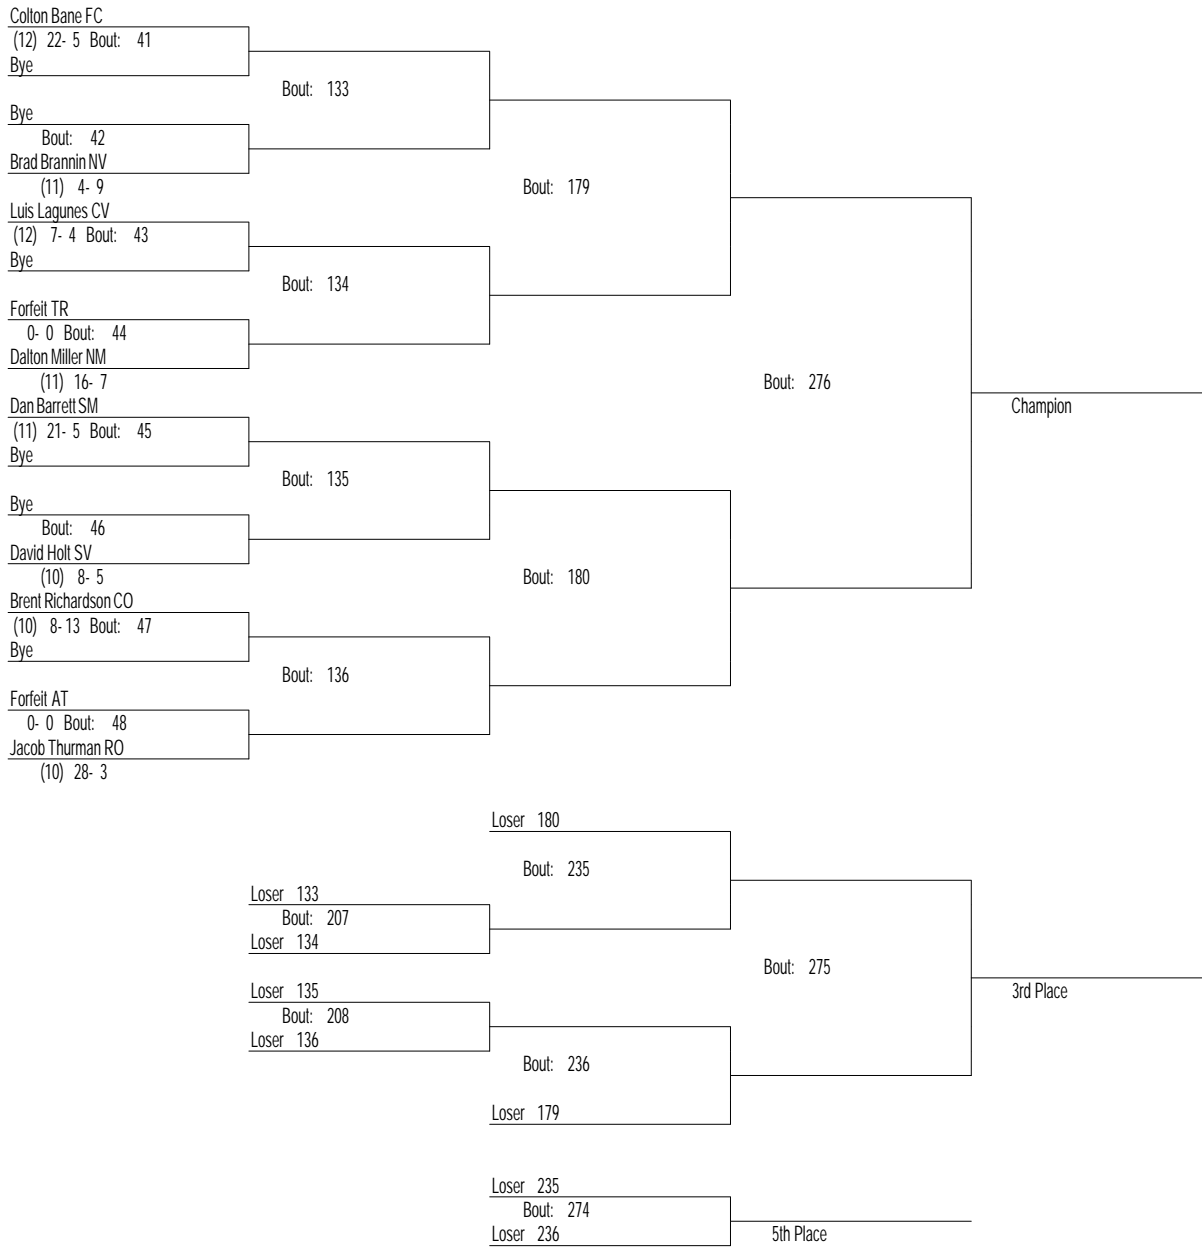 Colton Bane FC
(12) 22- 5 Bout: 41
Bye
Bout: 133
Bye
Bout: 42
Brad Brannin NV
(11) 4- 9
Bout: 179
Luis Lagunes CV
(12) 7- 4 Bout: 43
Bye
Bout: 134
Forfeit TR
0- 0 Bout: 44
Dalton Miller NM
(11) 16- 7
Bout: 276
Dan Barrett SM
Champion
(11) 21- 5 Bout: 45
Bye
Bout: 135
Bye
Bout: 46
David Holt SV
(10) 8- 5
Bout: 180
Brent Richardson CO
(10) 8- 13 Bout: 47
Bye
Bout: 136
Forfeit AT
0- 0 Bout: 48
Jacob Thurman RO
(10) 28- 3
Loser 180
Bout: 235
Loser 133
Bout: 207
Loser 134
Bout: 275
Loser 135
3rd Place
Bout: 208
Loser 136
Bout: 236
Loser 179
Loser 235
Bout: 274
Loser 236
5th Place